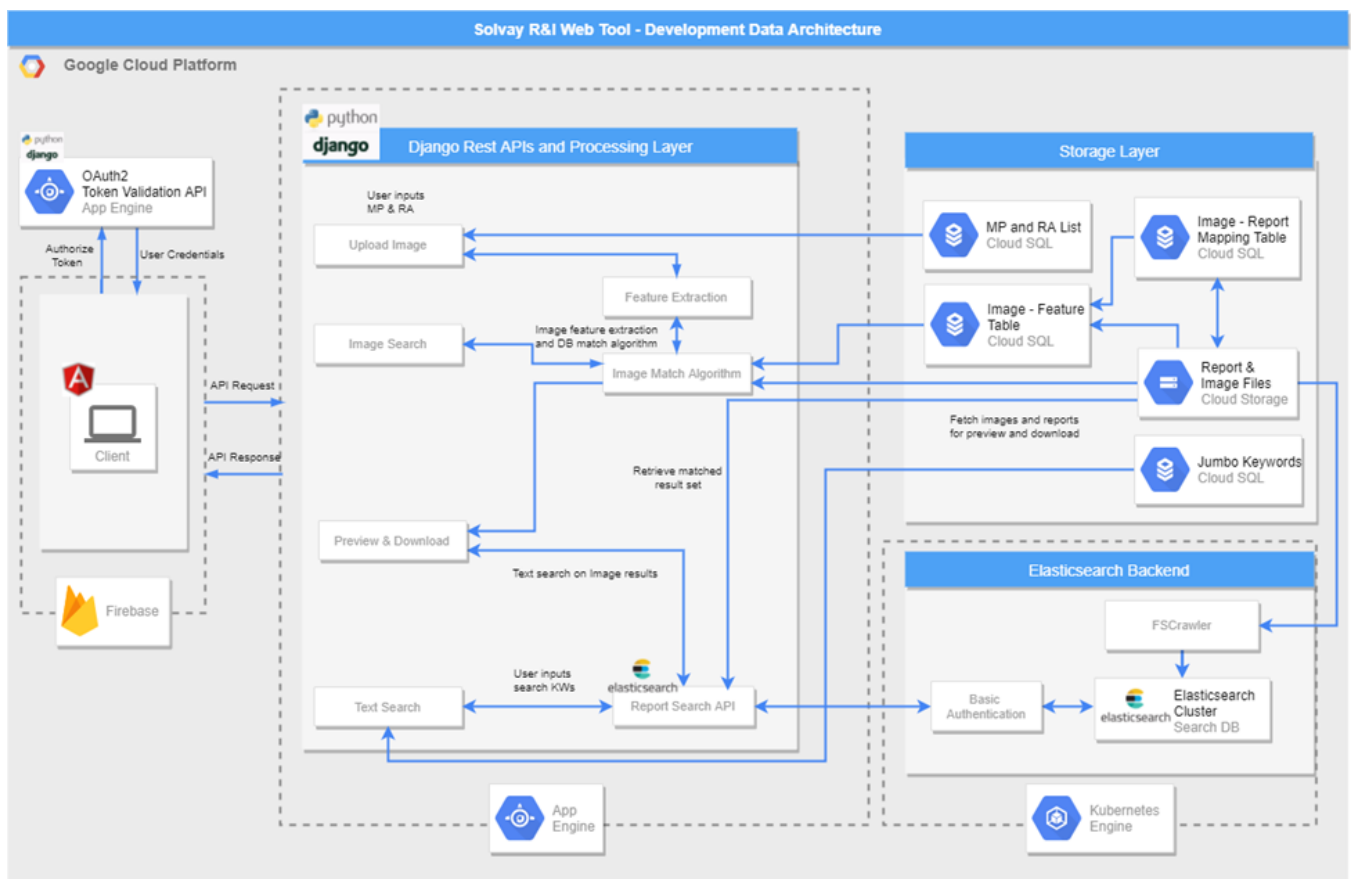 Solvay R&I Web Tool - Development Data Architecture
Google Cloud Platform
python
django
OAuth2
Token Validation API
App Engine
Authorize
Token
User Credentials
Client
Firebase
API Request
API Response
python
django
Django Rest APIs and Processing Layer
User inputs
MP & RA
Upload Image
Feature Extraction
Image Search
Image feature extraction
and DB match algorithm
Image Match Algorithm
Retrieve matched
result set
Preview & Download
Text search on Image results
User inputs
search KWs
elasticsearch
Text Search
Report Search API
App
Engine
Storage Layer
MP and RA List
Cloud SQL
Image - Report
Mapping Table
Cloud SQL
Image - Feature
Table
Cloud SQL
Report &
Image Files
Cloud Storage
Fetch images and reports
for preview and download
Jumbo Keywords
Cloud SQL
Elasticsearch Backend
FSCrawler
Basic
Authentication
elasticsearch
Elasticsearch
Cluster
Search DB
Kubernetes
Engine